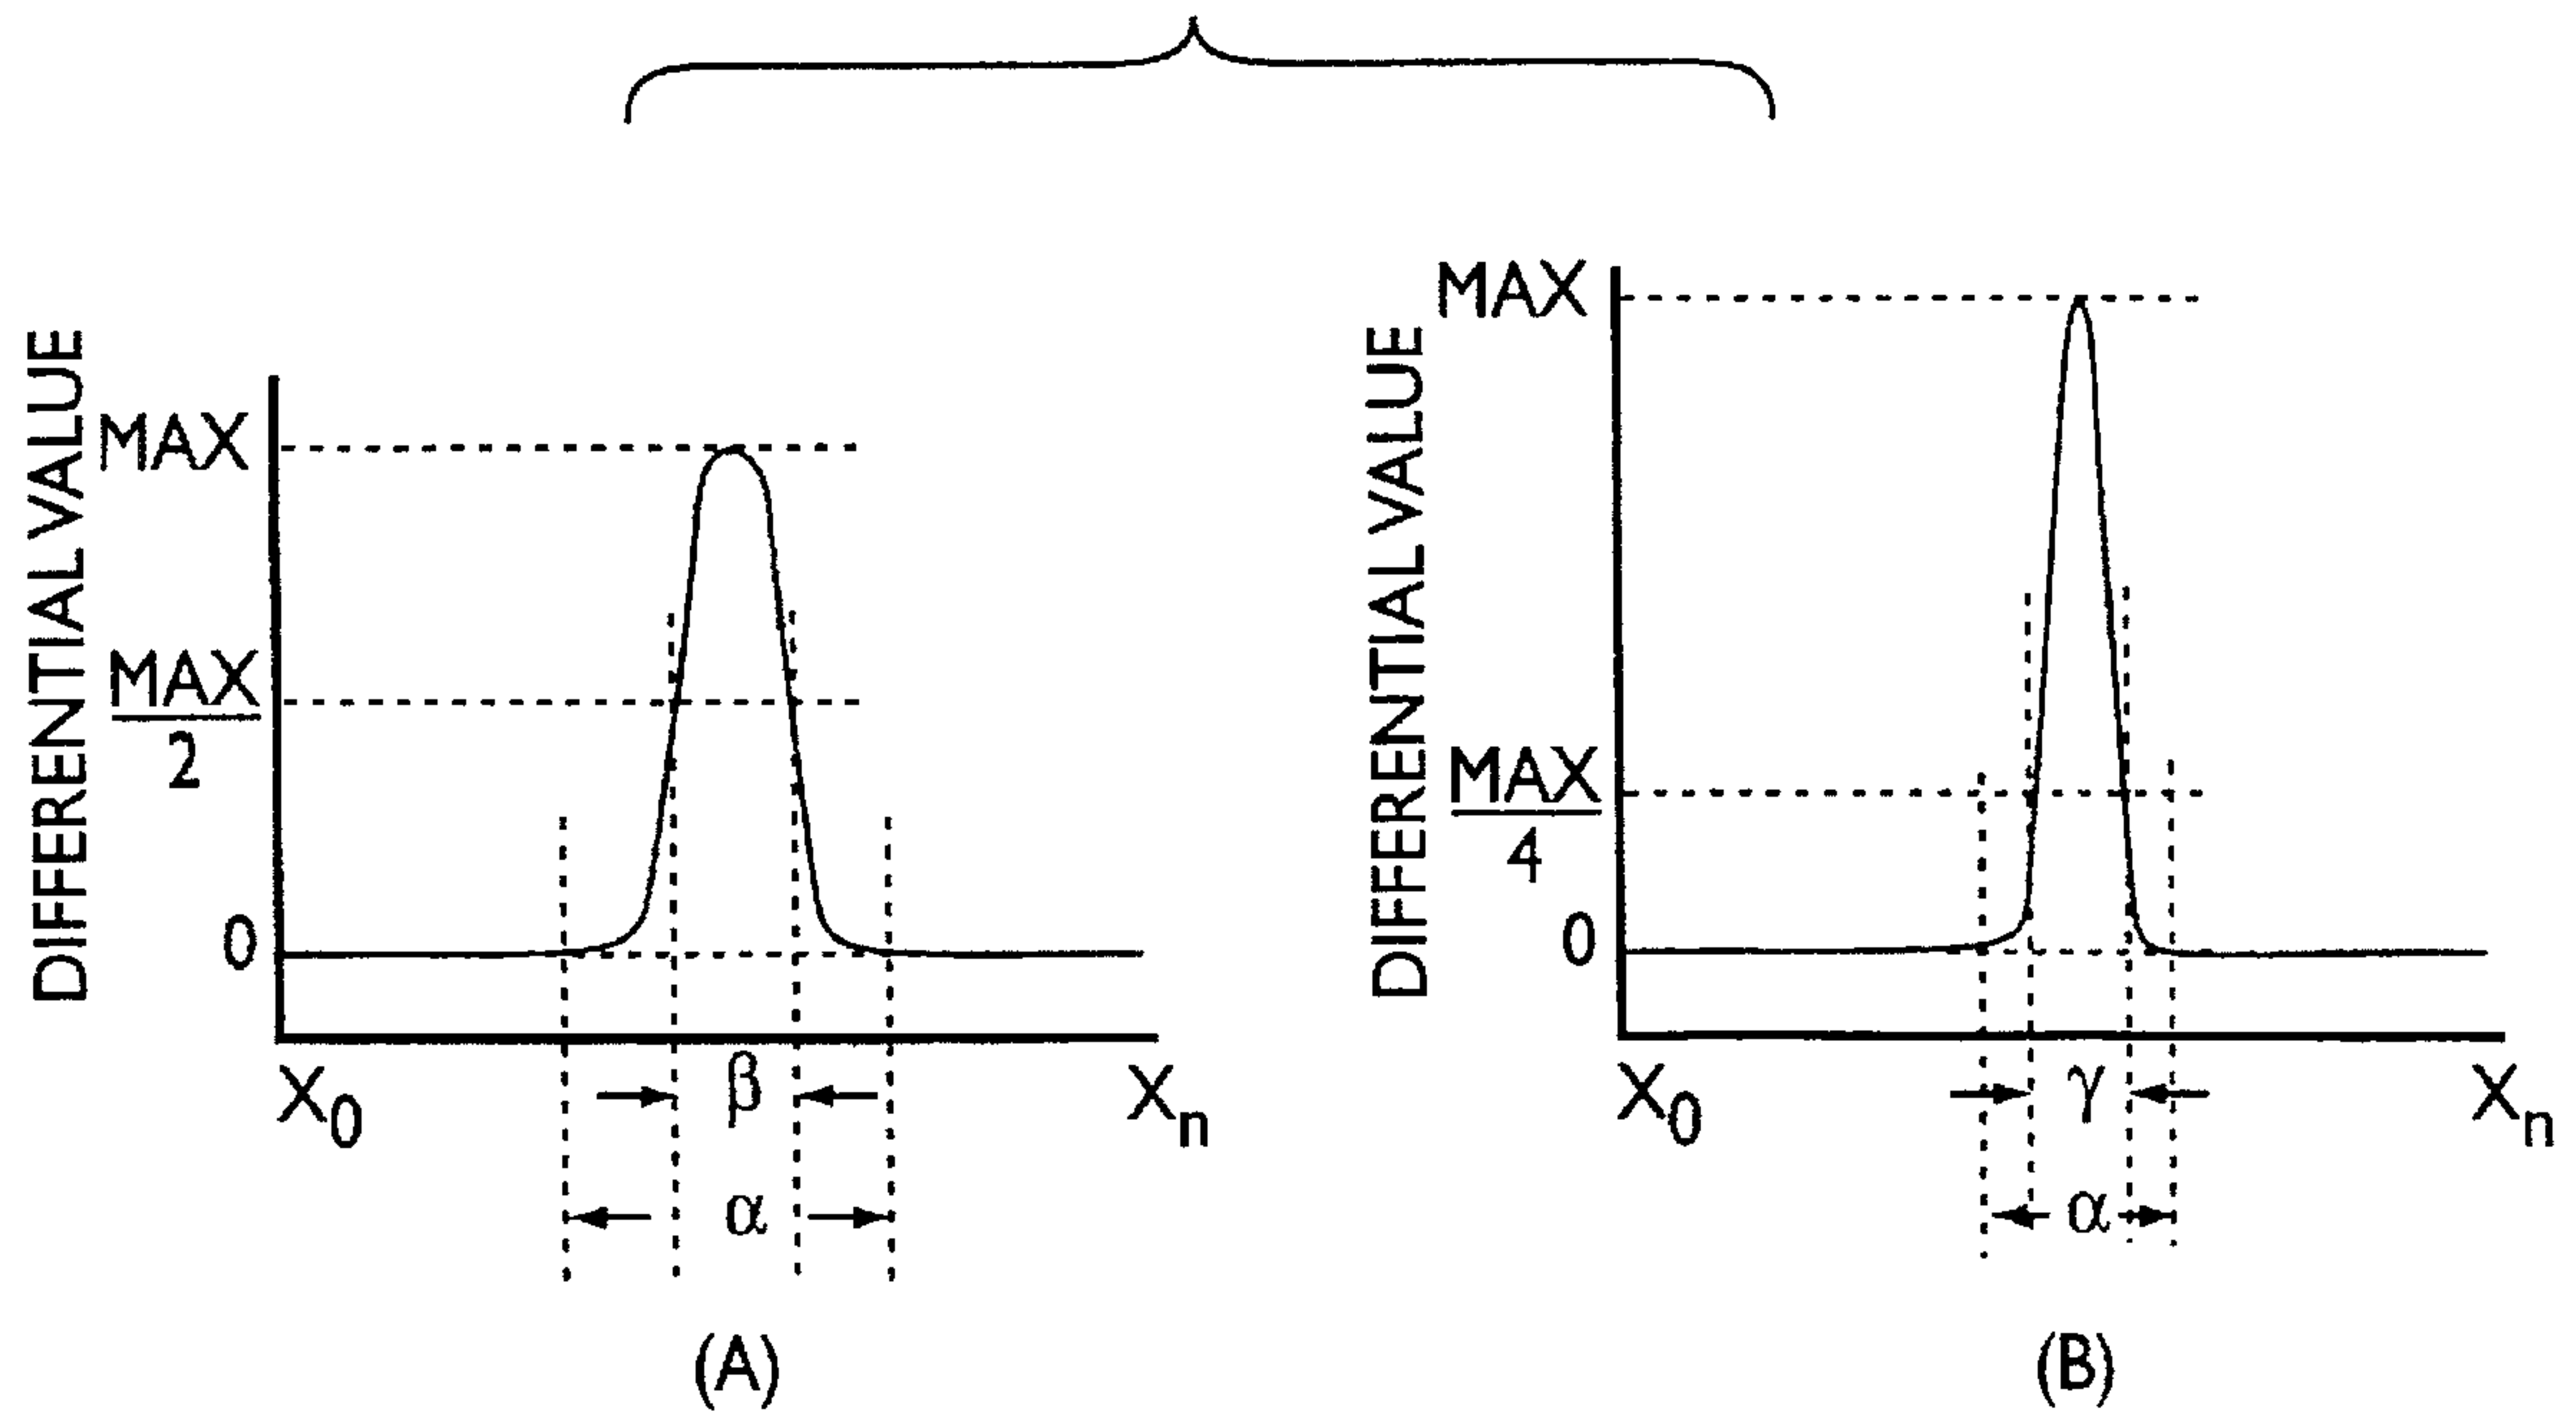 DIFFERENTIAL VALUE
MAX
MAX
2
0
X0
β
Xn
α
(A)
DIFFERENTIAL VALUE
MAX
MAX
4
0
X0
γ
Xn
α
(B)